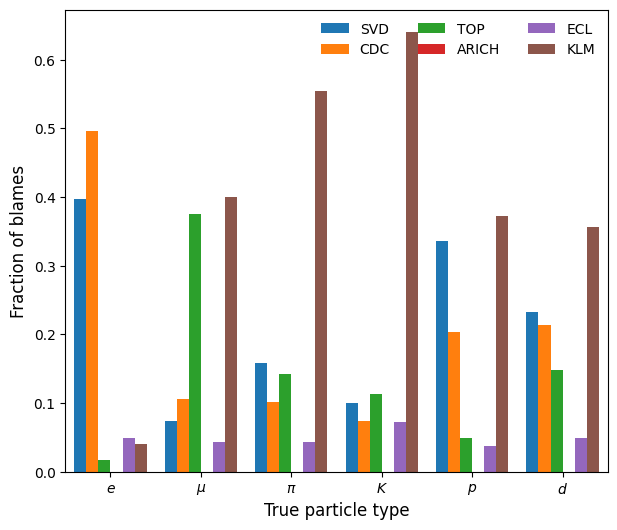 SVD TOP ECL
CDC ARICH KLM
0.6
0.5
0.4
0.3
0.2
0.1
0.0
Fraction of blames
e μ π K p d
True particle type